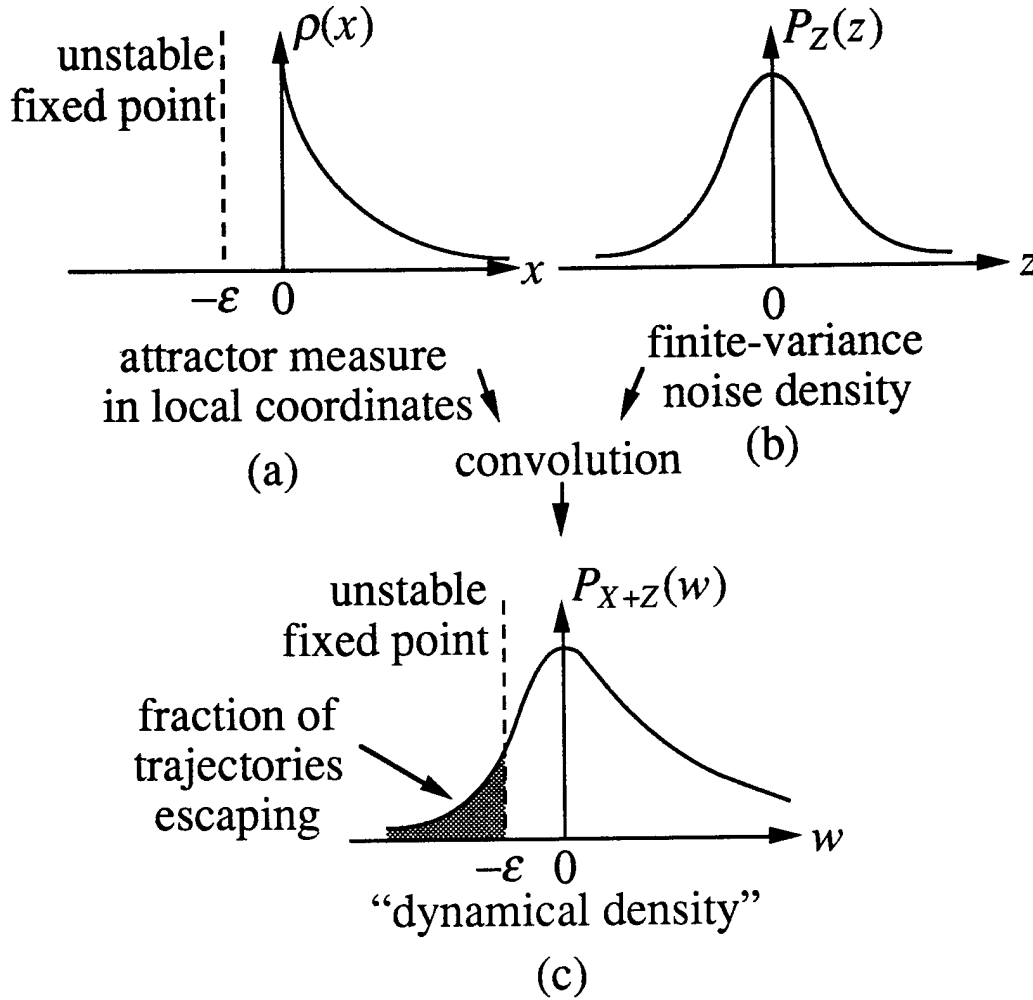 unstable
fixed point
ρ(x)
−ε 0
x
attractor measure
in local coordinates
(a)
P_Z(z)
0
z
finite-variance
noise density
(b)
convolution
unstable
fixed point
P_{X+Z}(w)
fraction of
trajectories
escaping
−ε 0
w
“dynamical density”
(c)